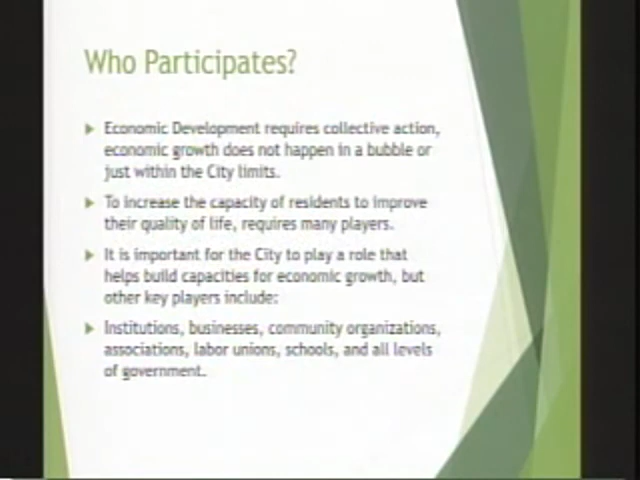 Who Participates?
Economic Development requires collective action,
economic growth does not happen in a bubble or
just within the City limits.
To increase the capacity of residents to improve
their quality of life, requires many players.
It is important for the City to play a role that
helps build capacities for economic growth, but
other key players include:
Institutions, businesses, community organizations,
associations, labor unions, schools, and all levels
of government.